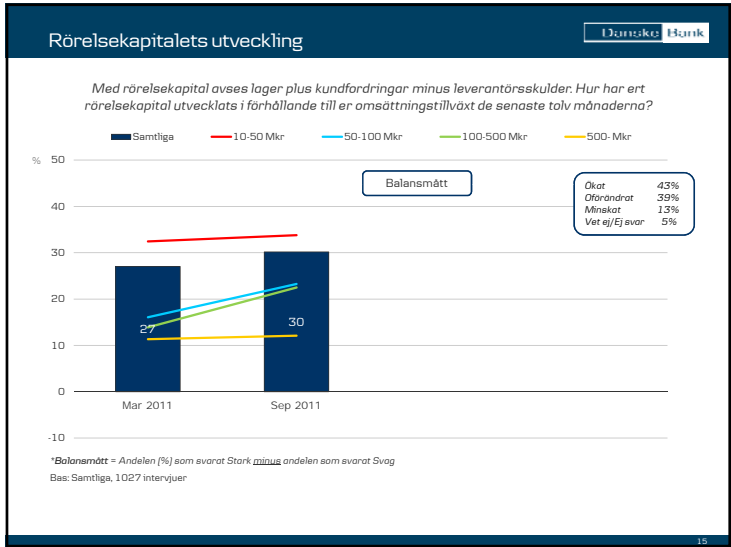 Rörelsekapitalets utveckling
Danske Bank
Med rörelsekapital avses lager plus kundfordringar minus leverantörsskulder. Hur har ert
rörelsekapital utvecklats i förhållande till er omsättningstillväxt de senaste tolv månaderna?
Samtliga 10-50 Mkr 50-100 Mkr 100-500 Mkr 500- Mkr
%
50
40
30
20
10
0
-10
Balansmått
Ökat 43%
Oförändrat 39%
Minskat 13%
Vet ej/Ej svar 5%
27
30
Mar 2011 Sep 2011
*Balansmått = Andelen (%) som svarat Stark minus andelen som svarat Svag
Bas: Samtliga, 1027 intervjuer
15